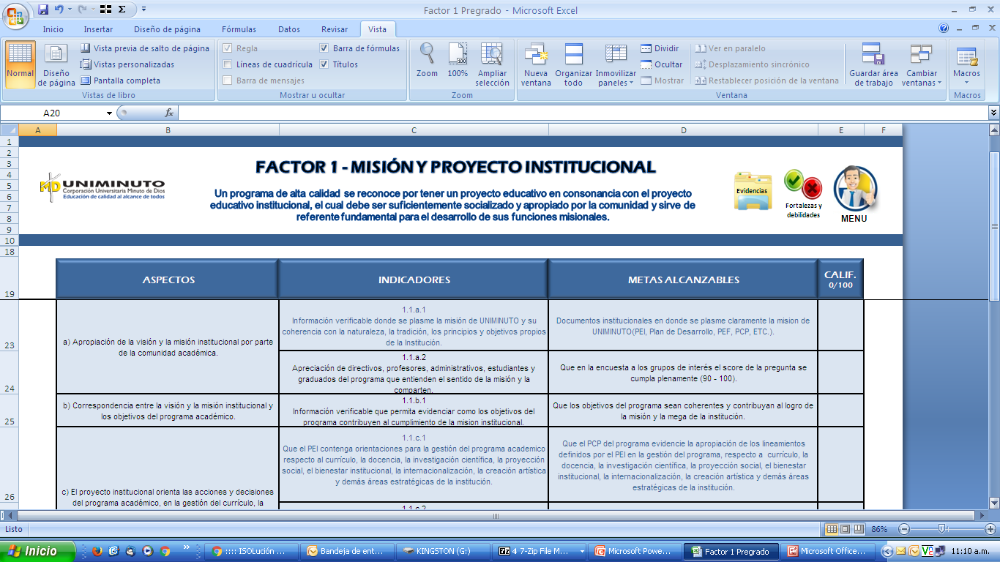 Factor 1 Pregrado - Microsoft Excel
Inicio Insertar Diseño de página Fórmulas Datos Revisar Vista
Normal
Diseño de página
Vista previa de salto de página
Vistas personalizadas
Pantalla completa
Vistas de libro
Regla
Líneas de cuadrícula
Barra de mensajes
Barra de fórmulas
Títulos
Mostrar u ocultar
Zoom
100%
Ampliar selección
Zoom
Nueva ventana
Organizar todo
Inmovilizar paneles
Dividir
Ocultar
Mostrar
Ver en paralelo
Desplazamiento sincrónico
Restablecer posición de la ventana
Guardar área de trabajo
Cambiar ventanas
Ventana
Macros
Macros
A20
fx
A B C D E F
1
2
3
4
5
6
7
8
9
10
18
19
23
24
25
26
UNIMINUTO
Corporación Universitaria Minuto de Dios
Educación de calidad al alcance de todos
FACTOR 1 - MISIÓN Y PROYECTO INSTITUCIONAL
Un programa de alta calidad se reconoce por tener un proyecto educativo en consonancia con el proyecto
educativo institucional, el cual debe ser suficientemente socializado y apropiado por la comunidad y sirve de
referente fundamental para el desarrollo de sus funciones misionales.
Evidencias
Fortalezas y
debilidades
MENU
ASPECTOS
INDICADORES
METAS ALCANZABLES
CALIF.
0/100
a) Apropiación de la visión y la misión institucional por parte
de la comunidad académica.
1.1.a.1
Información verificable donde se plasme la misión de UNIMINUTO y su
coherencia con la naturaleza, la tradición, los principios y objetivos propios
de la Institución.
Documentos institucionales en donde se plasme claramente la mision de
UNIMINUTO(PEI, Plan de Desarrollo, PEF, PCP, ETC.).
1.1.a.2
Apreciación de directivos, profesores, administrativos, estudiantes y
graduados del programa que entienden el sentido de la misión y la
comparten.
Que en la encuesta a los grupos de interés el score de la pregunta se
cumpla plenamente (90 - 100).
b) Correspondencia entre la visión y la misión institucional y
los objetivos del programa académico.
1.1.b.1
Información verificable que permita evidenciar como los objetivos del
programa contribuyen al cumplimiento de la mision institucional.
Que los objetivos del programa sean coherentes y contribuyan al logro de
la misión y la mega de la institución.
c) El proyecto institucional orienta las acciones y decisiones
del programa académico, en la gestión del currículo, la
1.1.c.1
Que el PEI contenga orientaciones para la gestión del programa academico
respecto al currículo, la docencia, la investigación científica, la proyección
social, el bienestar institucional, la internacionalización, la creación artística
y demás áreas estratégicas de la institución.
Que el PCP del programa evidencie la apropiación de los lineamientos
definidos por el PEI en la gestión del programa, respecto a currículo, la
docencia, la investigación científica, la proyección social, el bienestar
institucional, la internacionalización, la creación artística y demás áreas
estratégicas de la institución.
1.1.c.2
Listo
86%
Inicio
:::: ISOLución ...
Bandeja de ent...
KINGSTON (G:)
4 7-Zip File M...
Microsoft Powe...
Factor 1 Pregrado
Microsoft Office...
11:10 a.m.